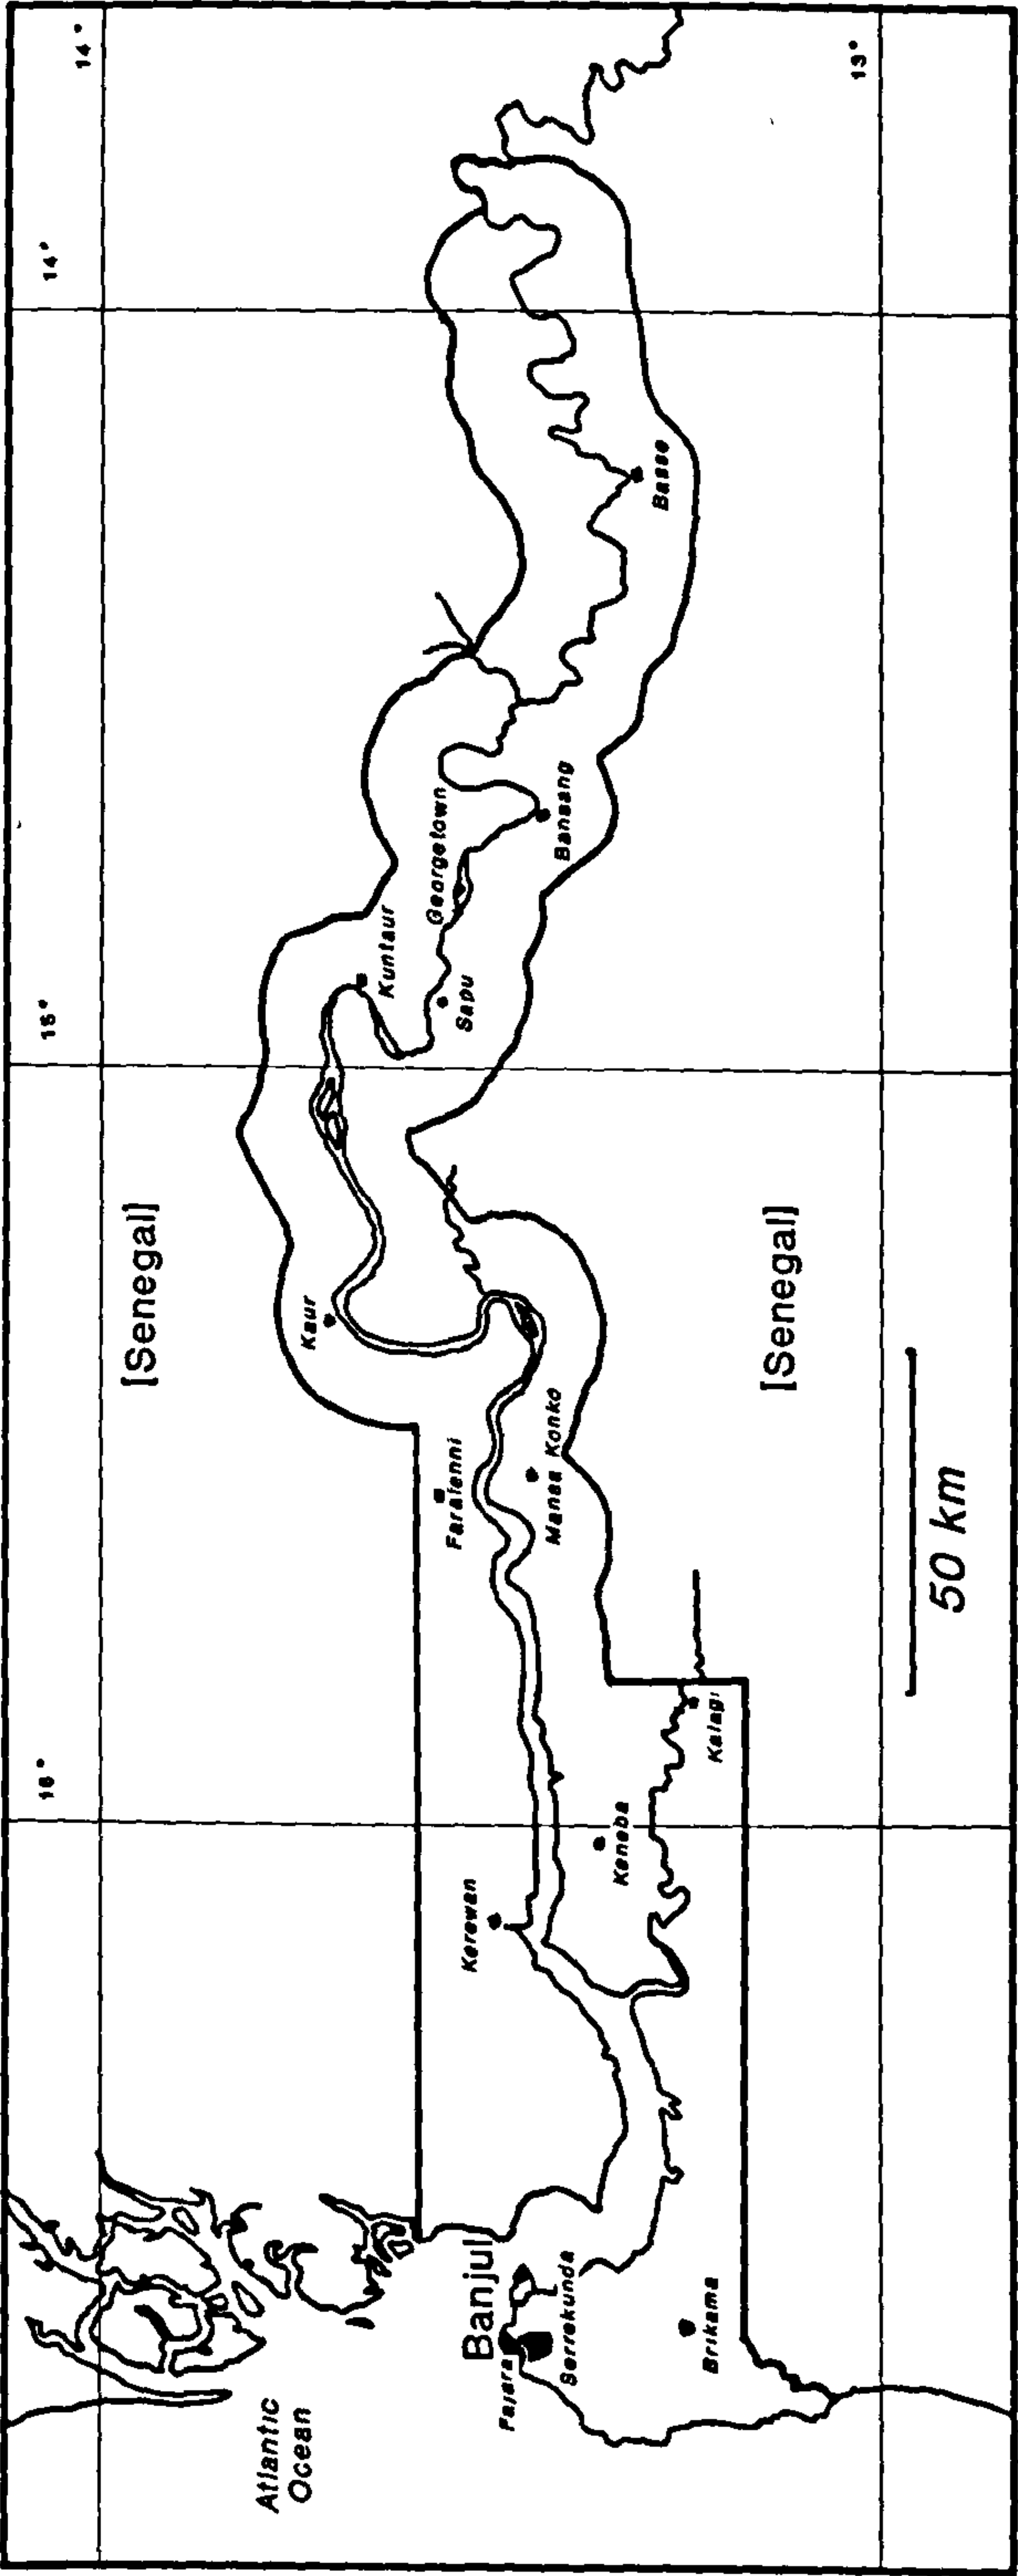 14°
13°
14°
15°
16°
[Senegal]
[Senegal]
Atlantic
Ocean
Banjul
Fajara
Serrekunda
Brikama
Kerewan
Keneba
Kalagi
Farafenni
Mansa Konko
Kaur
Kuntaur
Sapu
Georgetown
Bansang
Basse
50 km